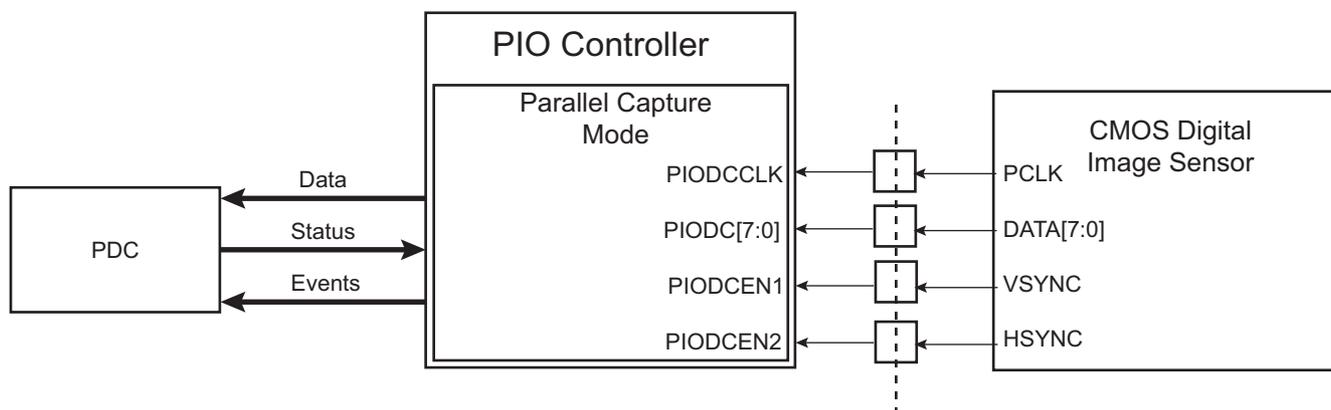 PIO Controller
Parallel Capture
Mode
CMOS Digital
Image Sensor
PIODCCLK
PCLK
Data
PIODC[7:0]
DATA[7:0]
Status
PDC
Events
PIODCEN1
VSYNC
PIODCEN2
HSYNC